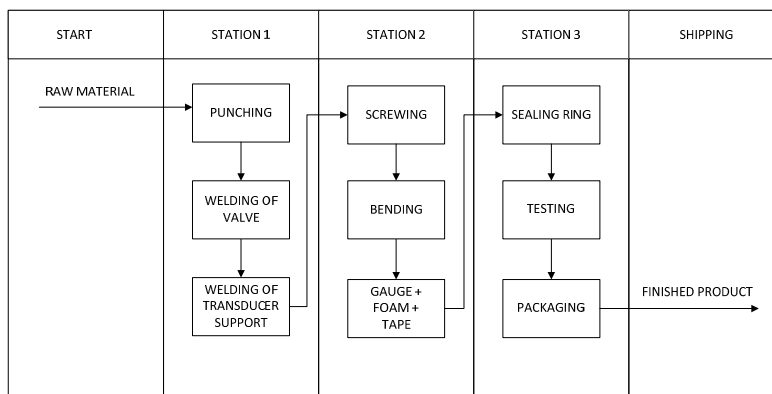 START
STATION 1
STATION 2
STATION 3
SHIPPING
RAW MATERIAL
PUNCHING
WELDING OF
VALVE
WELDING OF
TRANSDUCER
SUPPORT
SCREWING
BENDING
GAUGE +
FOAM +
TAPE
SEALING RING
TESTING
PACKAGING
FINISHED PRODUCT